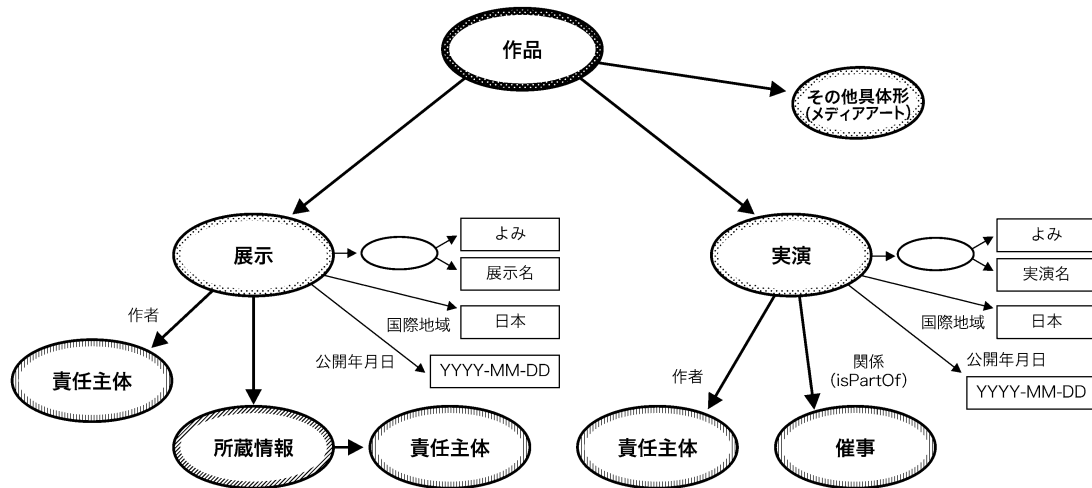 作品
その他具体形
(メディアアート)
展示
よみ
展示名
国際地域
日本
公開年月日
YYYY-MM-DD
作者
責任主体
所蔵情報
責任主体
実演
よみ
実演名
国際地域
日本
公開年月日
YYYY-MM-DD
作者
関係
(isPartOf)
責任主体
催事